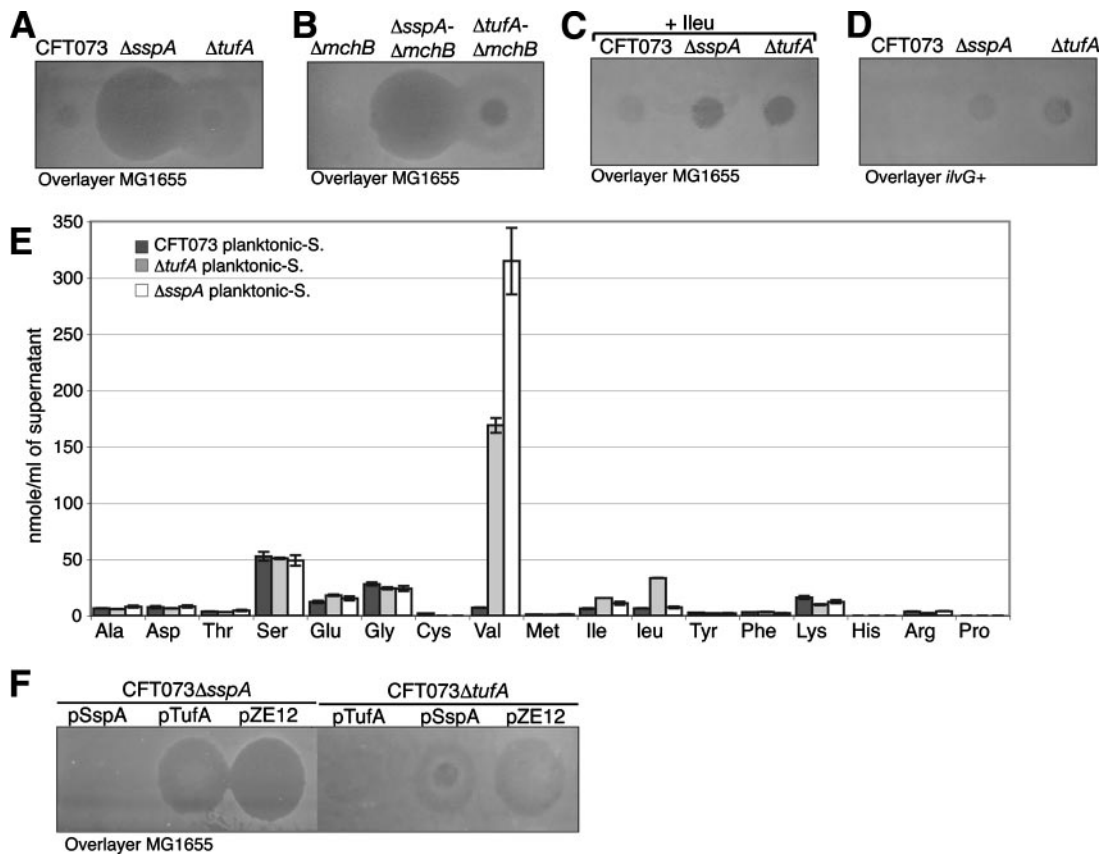 A B C D
+ Ileu
CFT073 ΔsspA ΔtufA
ΔmchB ΔsspA-ΔmchB ΔtufA-ΔmchB
CFT073 ΔsspA ΔtufA
CFT073 ΔsspA ΔtufA
Overlayer MG1655
Overlayer MG1655
Overlayer MG1655
Overlayer ilvG+
E
CFT073 planktonic-S.
ΔtufA planktonic-S.
ΔsspA planktonic-S.
nmole/ml of supernatant
350
300
250
200
150
100
50
0
Ala Asp Thr Ser Glu Gly Cys Val Met Ile leu Tyr Phe Lys His Arg Pro
F
CFT073ΔsspA CFT073ΔtufA
pSspA pTufA pZE12 pTufA pSspA pZE12
Overlayer MG1655